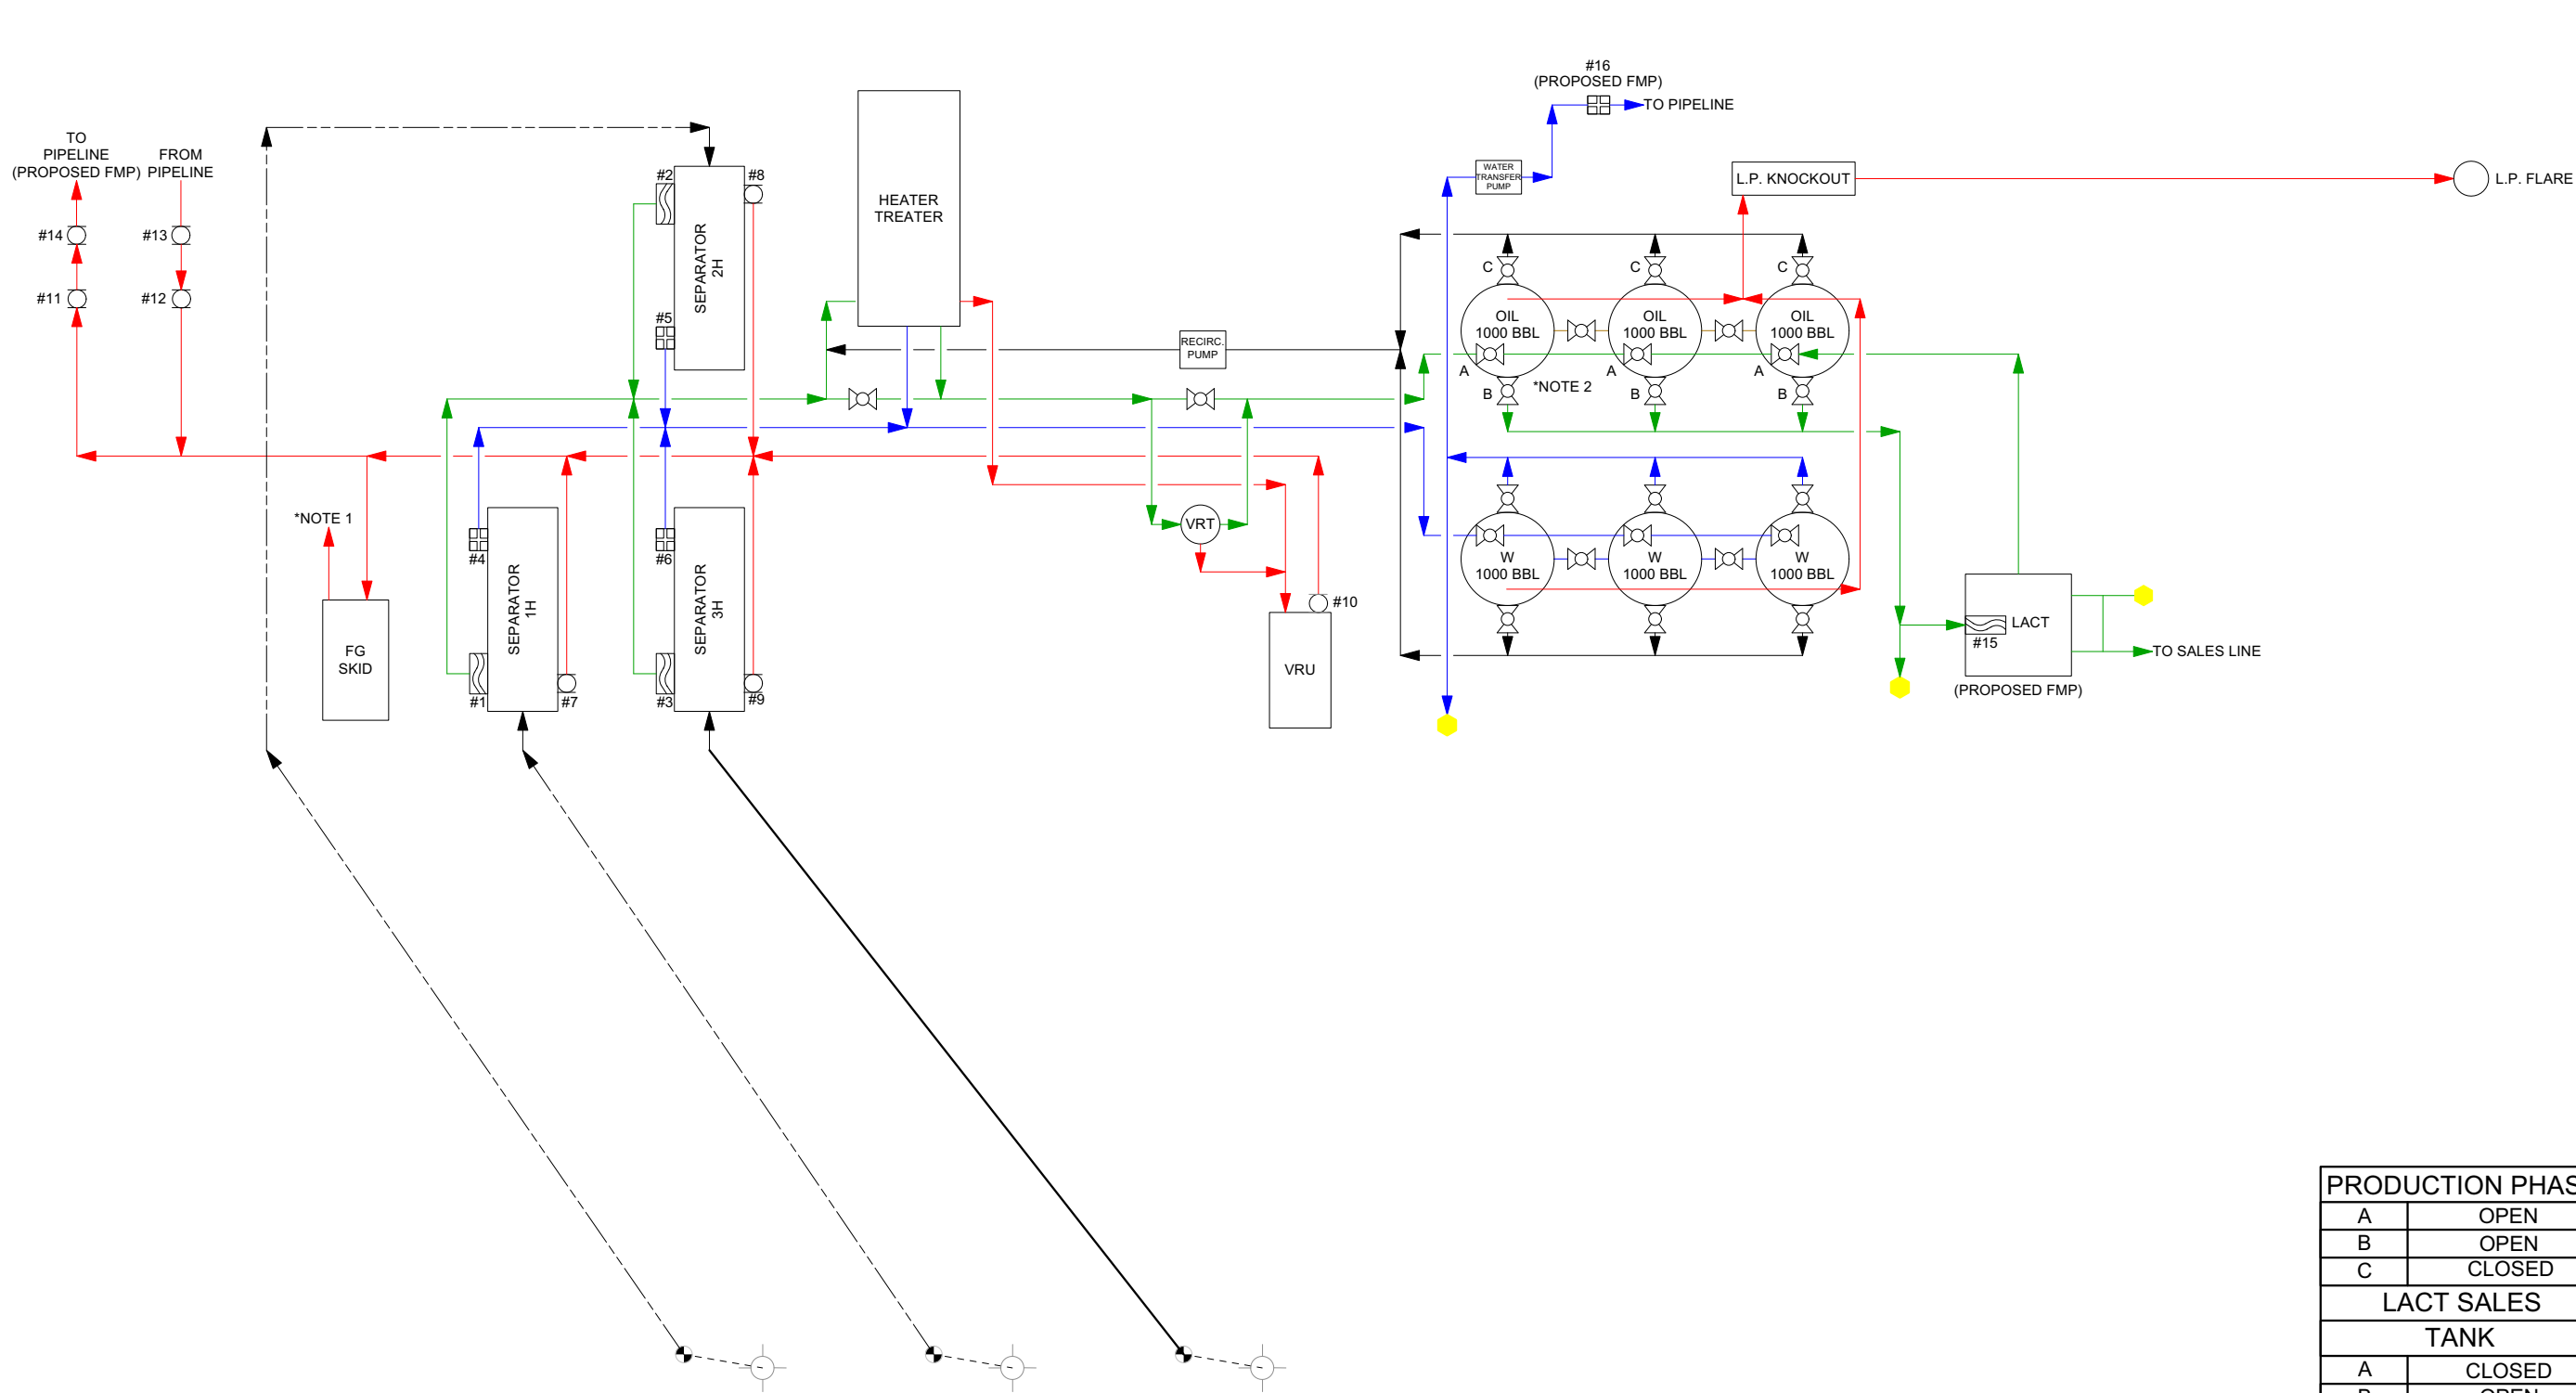 #16
(PROPOSED FMP)
TO PIPELINE
TO
PIPELINE
(PROPOSED FMP)
FROM
PIPELINE
#14
#13
#11
#12
#2
#8
SEPARATOR
2H
#5
HEATER
TREATER
WATER
TRANSFER
PUMP
L.P. KNOCKOUT
L.P. FLARE
C
C
C
OIL
1000 BBL
OIL
1000 BBL
OIL
1000 BBL
RECIRC.
PUMP
A
A
A
*NOTE 2
B
B
B
*NOTE 1
FG
SKID
#4
SEPARATOR
1H
#1
#7
#6
SEPARATOR
3H
#3
#9
VRT
#10
VRU
W
1000 BBL
W
1000 BBL
W
1000 BBL
LACT
#15
(PROPOSED FMP)
TO SALES LINE
PRODUCTION PHAS
A OPEN
B OPEN
C CLOSED
LACT SALES
TANK
A CLOSED